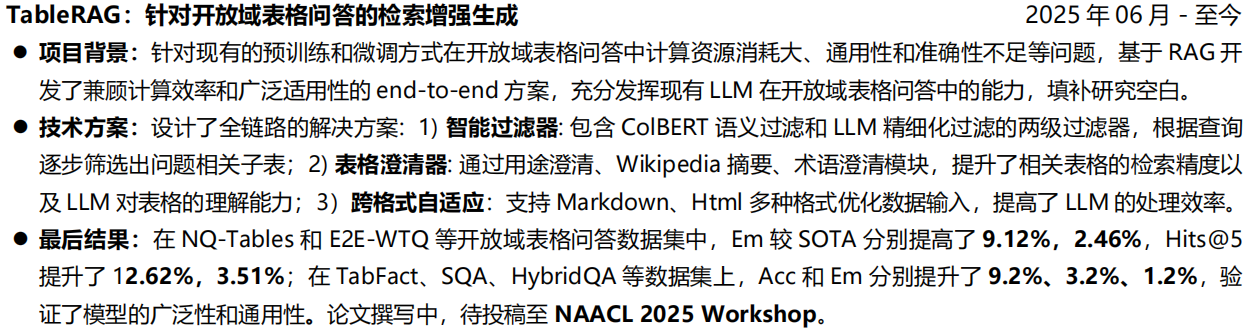 TableRAG：针对开放域表格问答的检索增强生成 2025 年 06 月 - 至今
● 项目背景：针对现有的预训练和微调方式在开放域表格问答中计算资源消耗大、通用性和准确性不足等问题，基于 RAG 开
发了兼顾计算效率和广泛适用性的 end-to-end 方案，充分发挥现有 LLM 在开放域表格问答中的能力，填补研究空白。
● 技术方案：设计了全链路的解决方案：1) 智能过滤器: 包含 ColBERT 语义过滤和 LLM 精细化过滤的两级过滤器，根据查询
逐步筛选出问题相关子表；2) 表格澄清器: 通过用途澄清、Wikipedia 摘要、术语澄清模块，提升了相关表格的检索精度以
及 LLM 对表格的理解能力；3）跨格式自适应：支持 Markdown、Html 多种格式优化数据输入，提高了 LLM 的处理效率。
● 最后结果：在 NQ-Tables 和 E2E-WTQ 等开放域表格问答数据集中，Em 较 SOTA 分别提高了 9.12%，2.46%，Hits@5
提升了 12.62%，3.51%；在 TabFact、SQA、HybridQA 等数据集上，Acc 和 Em 分别提升了 9.2%、3.2%、1.2%，验
证了模型的广泛性和通用性。论文撰写中，待投稿至 NAACL 2025 Workshop。